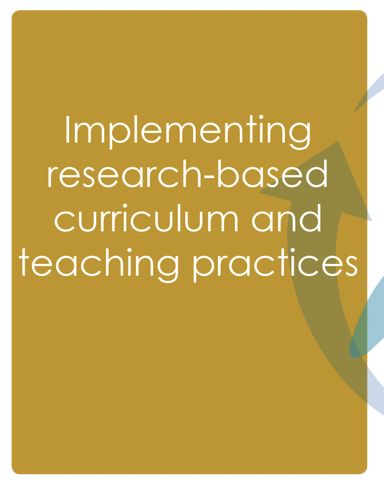 Implementing
research-based
curriculum and
teaching practices